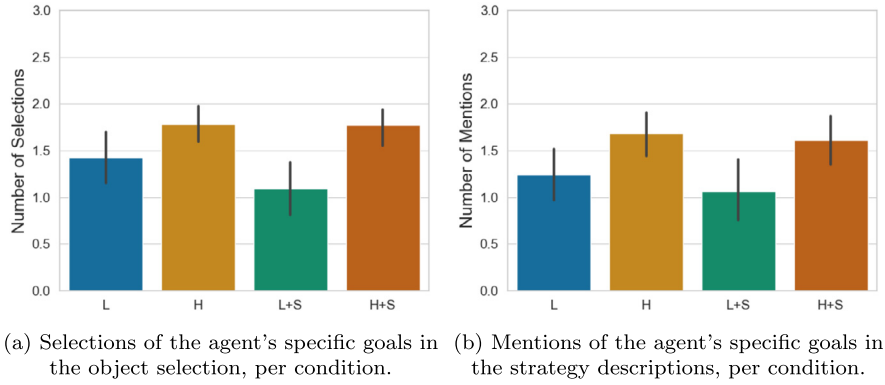 3.0
2.5
2.0
1.5
1.0
0.5
0.0
Number of Selections
L H L+S H+S
(a) Selections of the agent's specific goals in
the object selection, per condition.
3.0
2.5
2.0
1.5
1.0
0.5
0.0
Number of Mentions
L H L+S H+S
(b) Mentions of the agent's specific goals in
the strategy descriptions, per condition.